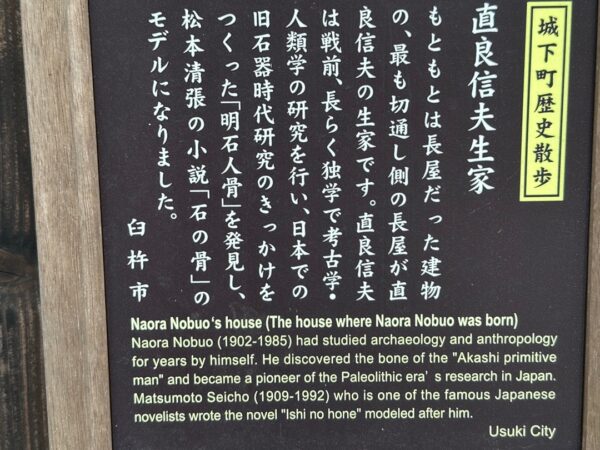 城下町歴史散歩
直良信夫生家
もともとは長屋だった建物
の、最も切通し側の長屋が直
良信夫の生家です。直良信夫
は戦前、長らく独学で考古学・
人類学の研究を行い、日本での
旧石器時代研究のきっかけを
つくった「明石人骨」を発見し、
松本清張の小説「石の骨」の
モデルになりました。
臼杵市
Naora Nobuo's house (The house where Naora Nobuo was born)
Naora Nobuo (1902-1985) had studied archaeology and anthropology
for years by himself. He discovered the bone of the "Akashi primitive
man" and became a pioneer of the Paleolithic era's research in Japan.
Matsumoto Seicho (1909-1992) who is one of the famous Japanese
novelists wrote the novel "Ishi no hone" modeled after him.
Usuki City